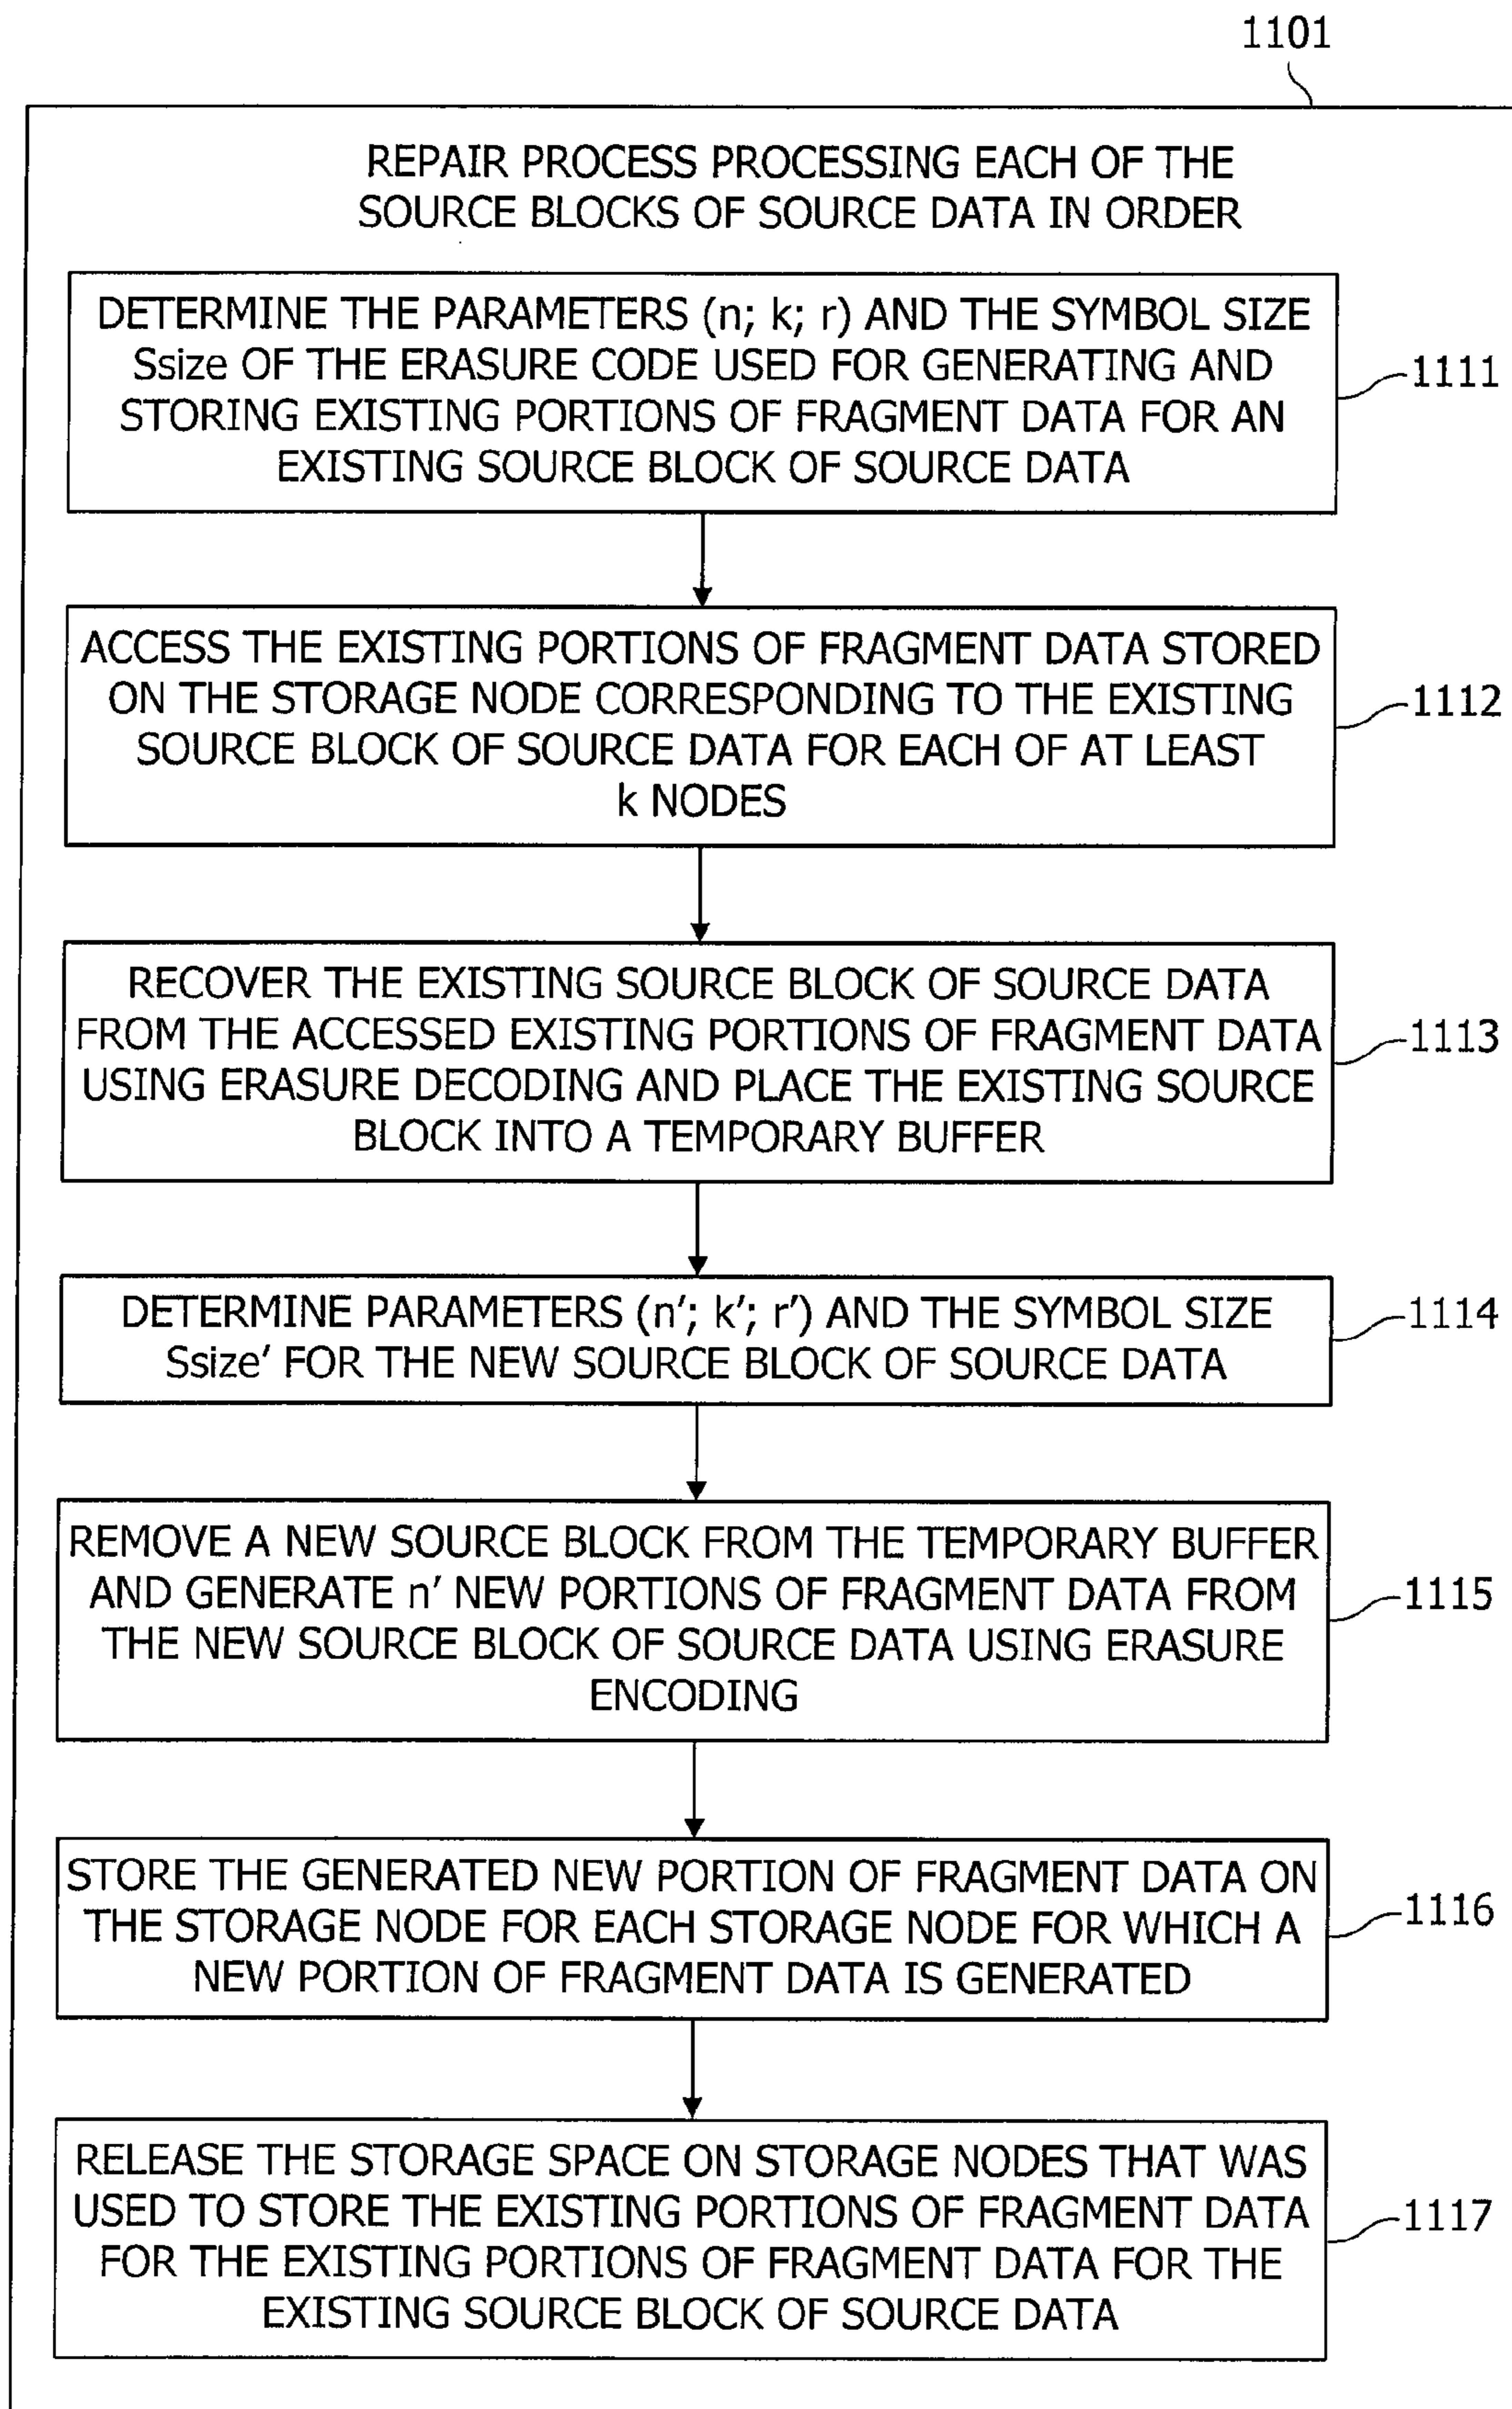 1101
REPAIR PROCESS PROCESSING EACH OF THE
SOURCE BLOCKS OF SOURCE DATA IN ORDER
DETERMINE THE PARAMETERS (n; k; r) AND THE SYMBOL SIZE
Ssize OF THE ERASURE CODE USED FOR GENERATING AND
STORING EXISTING PORTIONS OF FRAGMENT DATA FOR AN
EXISTING SOURCE BLOCK OF SOURCE DATA
1111
ACCESS THE EXISTING PORTIONS OF FRAGMENT DATA STORED
ON THE STORAGE NODE CORRESPONDING TO THE EXISTING
SOURCE BLOCK OF SOURCE DATA FOR EACH OF AT LEAST
k NODES
1112
RECOVER THE EXISTING SOURCE BLOCK OF SOURCE DATA
FROM THE ACCESSED EXISTING PORTIONS OF FRAGMENT DATA
USING ERASURE DECODING AND PLACE THE EXISTING SOURCE
BLOCK INTO A TEMPORARY BUFFER
1113
DETERMINE PARAMETERS (n'; k'; r') AND THE SYMBOL SIZE
Ssize' FOR THE NEW SOURCE BLOCK OF SOURCE DATA
1114
REMOVE A NEW SOURCE BLOCK FROM THE TEMPORARY BUFFER
AND GENERATE n' NEW PORTIONS OF FRAGMENT DATA FROM
THE NEW SOURCE BLOCK OF SOURCE DATA USING ERASURE
ENCODING
1115
STORE THE GENERATED NEW PORTION OF FRAGMENT DATA ON
THE STORAGE NODE FOR EACH STORAGE NODE FOR WHICH A
NEW PORTION OF FRAGMENT DATA IS GENERATED
1116
RELEASE THE STORAGE SPACE ON STORAGE NODES THAT WAS
USED TO STORE THE EXISTING PORTIONS OF FRAGMENT DATA
FOR THE EXISTING PORTIONS OF FRAGMENT DATA FOR THE
EXISTING SOURCE BLOCK OF SOURCE DATA
1117